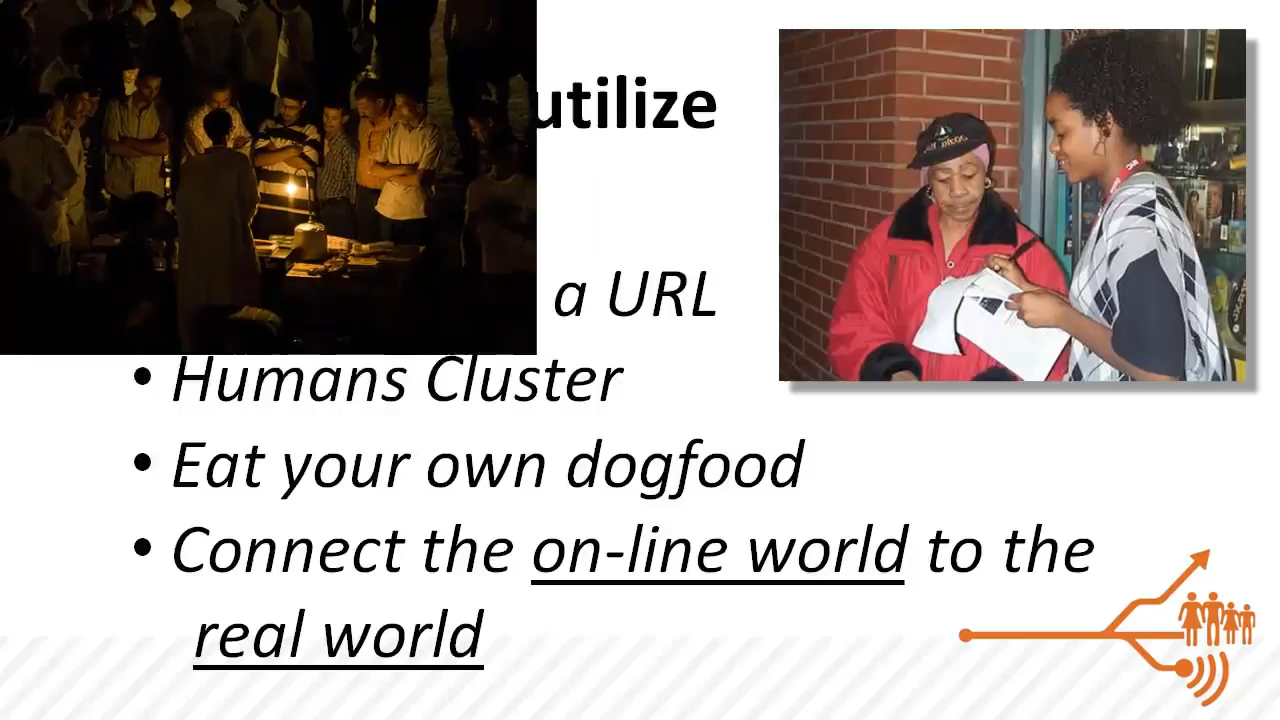 utilize
a URL
• Humans Cluster
• Eat your own dogfood
• Connect the on-line world to the
real world